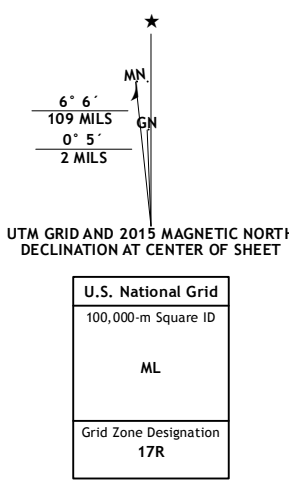 ★
MN.
GN
6° 6´
109 MILS
0° 5´
2 MILS
UTM GRID AND 2015 MAGNETIC NORTH
DECLINATION AT CENTER OF SHEET
U.S. National Grid
100,000-m Square ID
ML
Grid Zone Designation
17R